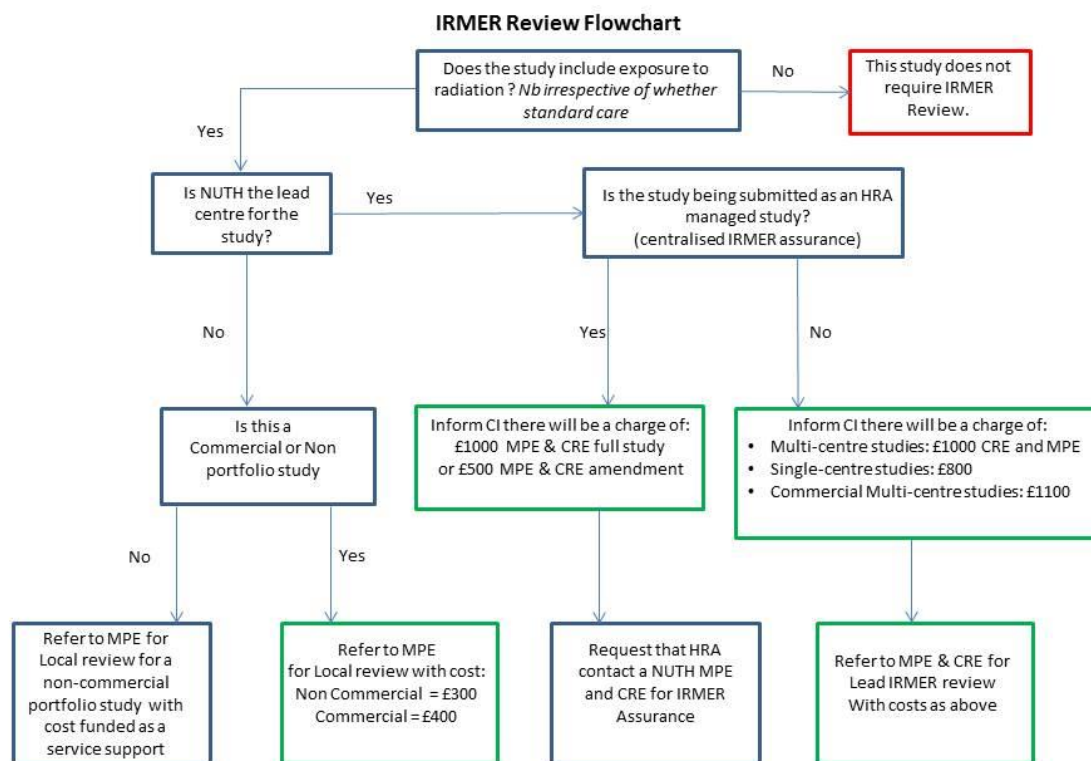 IRMER Review Flowchart
Does the study include exposure to
radiation ? Nb irrespective of whether
standard care
No
This study does not
require IRMER
Review.
Yes
Is NUTH the lead
centre for the
study?
Yes
Is the study being submitted as an HRA
managed study?
(centralised IRMER assurance)
No
Yes
No
Is this a
Commercial or Non
portfolio study
Inform CI there will be a charge of:
£1000 MPE & CRE full study
or £500 MPE & CRE amendment
Inform CI there will be a charge of:
• Multi-centre studies: £1000 CRE and MPE
• Single-centre studies: £800
• Commercial Multi-centre studies: £1100
No
Yes
Refer to MPE for
Local review for a
non-commercial
portfolio study with
cost funded as a
service support
Refer to MPE
for Local review with cost:
Non Commercial = £300
Commercial = £400
Request that HRA
contact a NUTH MPE
and CRE for IRMER
Assurance
Refer to MPE & CRE for
Lead IRMER review
With costs as above